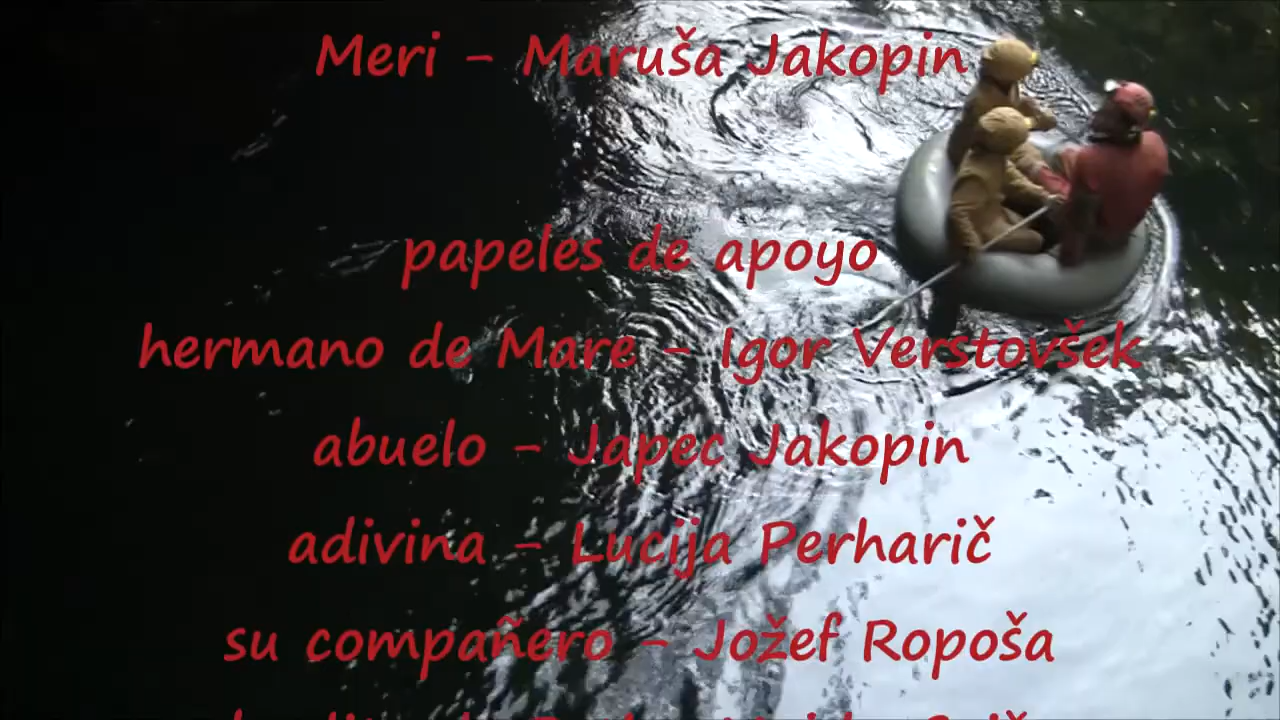 Meri - Maruša Jakopin
papeles de apoyo
hermano de Mare - Igor Verstovšek
abuelo - Japec Jakopin
adivina - Lucija Perharič
su compañero - Jožef Ropoša